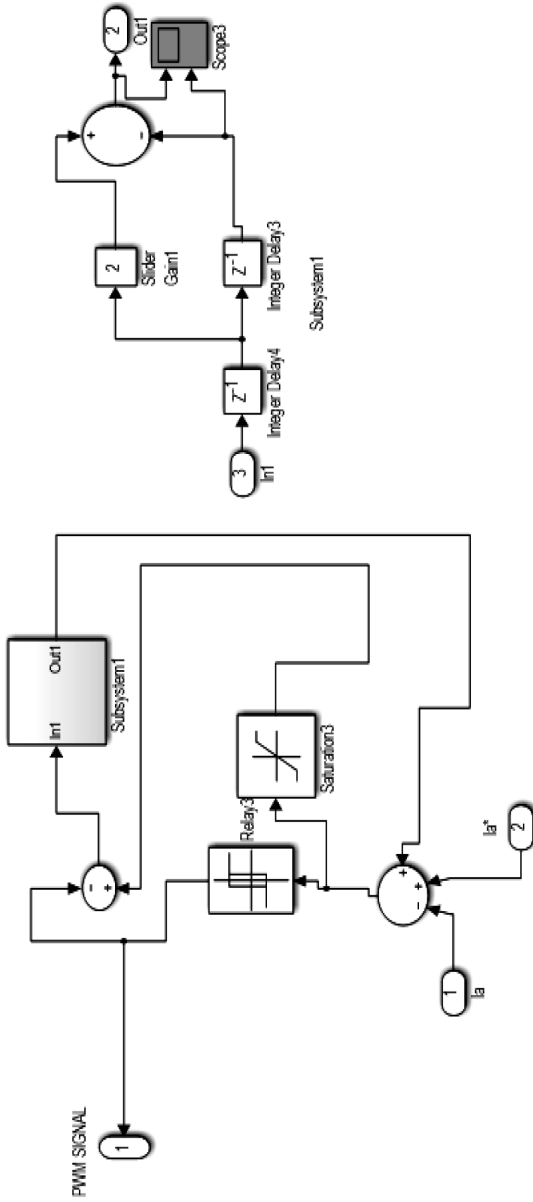 PWM SIGNAL
1
-
+
In1
Out1
Subsystem1
Relay3
Saturation3
-
+
+
1
Ia
Ia*
2
3
In1
Z-1
Integer Delay4
2
Slider
Gain1
Z-1
Integer Delay3
+
-
2
Out1
Scope3
Subsystem1